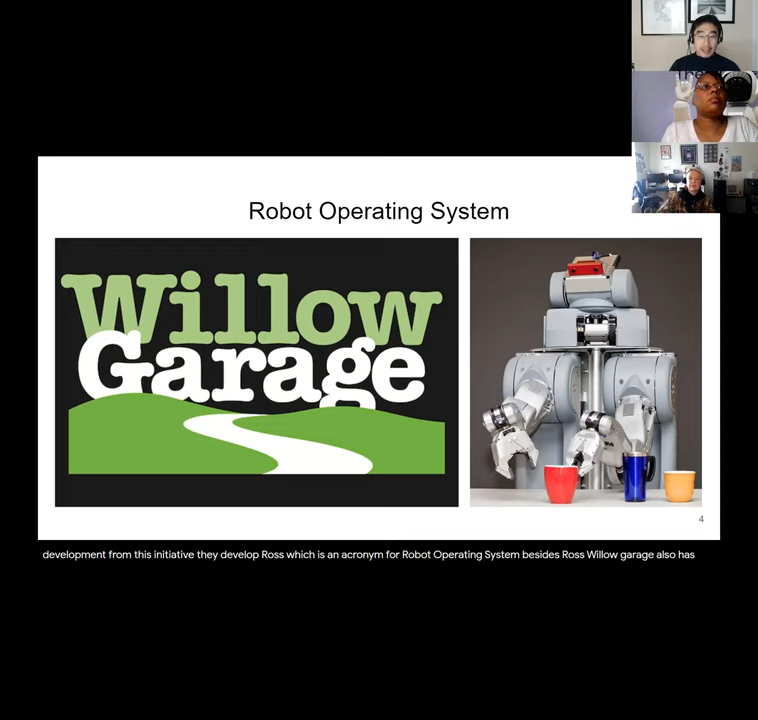 Robot Operating System
Willow
Garage
4
development from this initiative they develop Ross which is an acronym for Robot Operating System besides Ross Willow garage also has